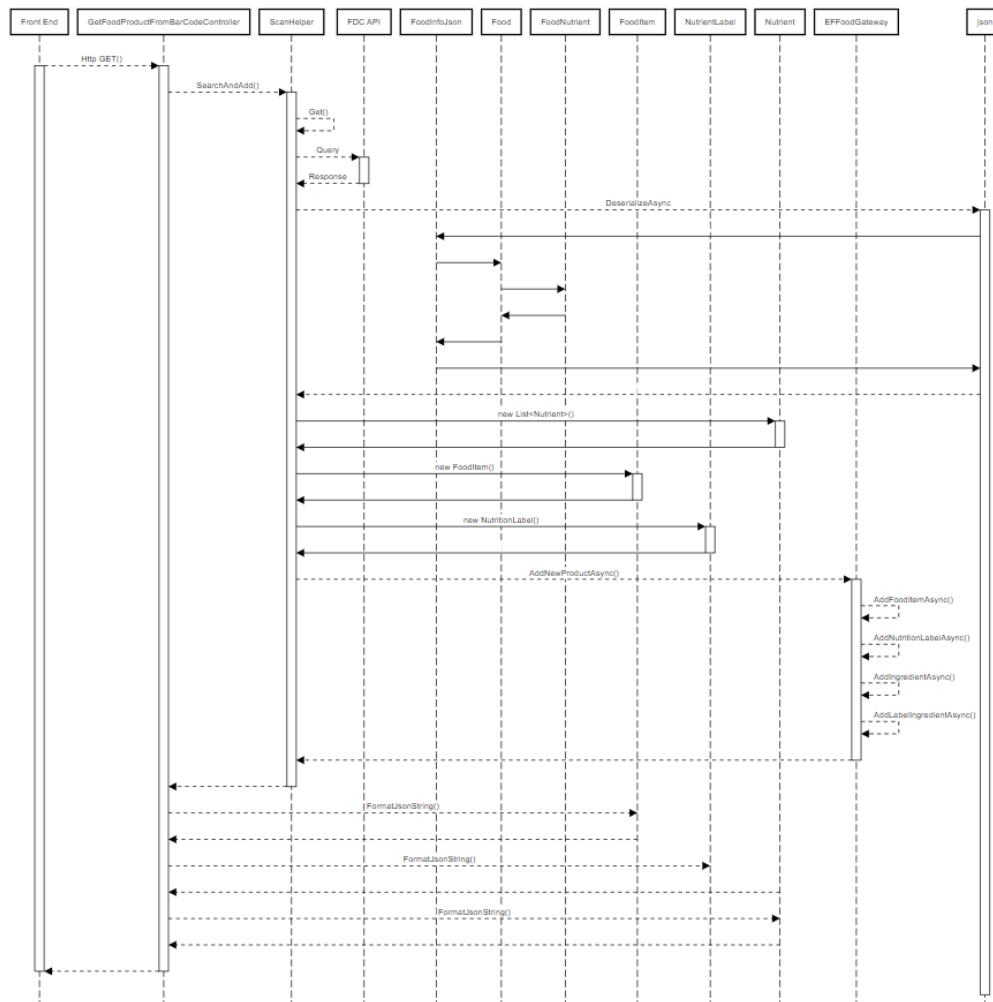 Front End
GetFoodProductFromBarCodeController
ScanHelper
FDC API
FoodInfoJson
Food
FoodNutrient
FoodItem
NutrientLabel
Nutrient
EFFoodGateway
json
Http GET()
SearchAndAdd()
Get()
Query
Response
DeserializeAsync
new List<Nutrient>()
new FoodItem()
new NutritionLabel()
AddNewProductAsync()
AddFoodItemAsync()
AddNutritionLabelAsync()
AddIngredientAsync()
AddLabelIngredientAsync()
FormatJsonString()
FormatJsonString()
FormatJsonString()